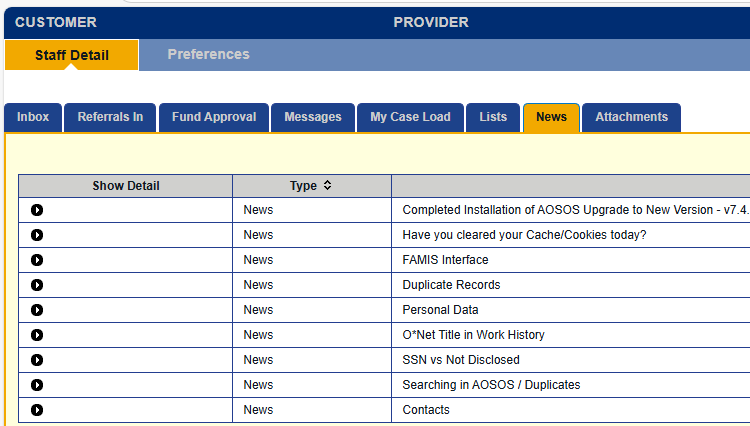 CUSTOMER PROVIDER
Staff Detail Preferences
Inbox Referrals In Fund Approval Messages My Case Load Lists News Attachments
Show Detail Type
News Completed Installation of AOSOS Upgrade to New Version - v7.4.
News Have you cleared your Cache/Cookies today?
News FAMIS Interface
News Duplicate Records
News Personal Data
News O*Net Title in Work History
News SSN vs Not Disclosed
News Searching in AOSOS / Duplicates
News Contacts